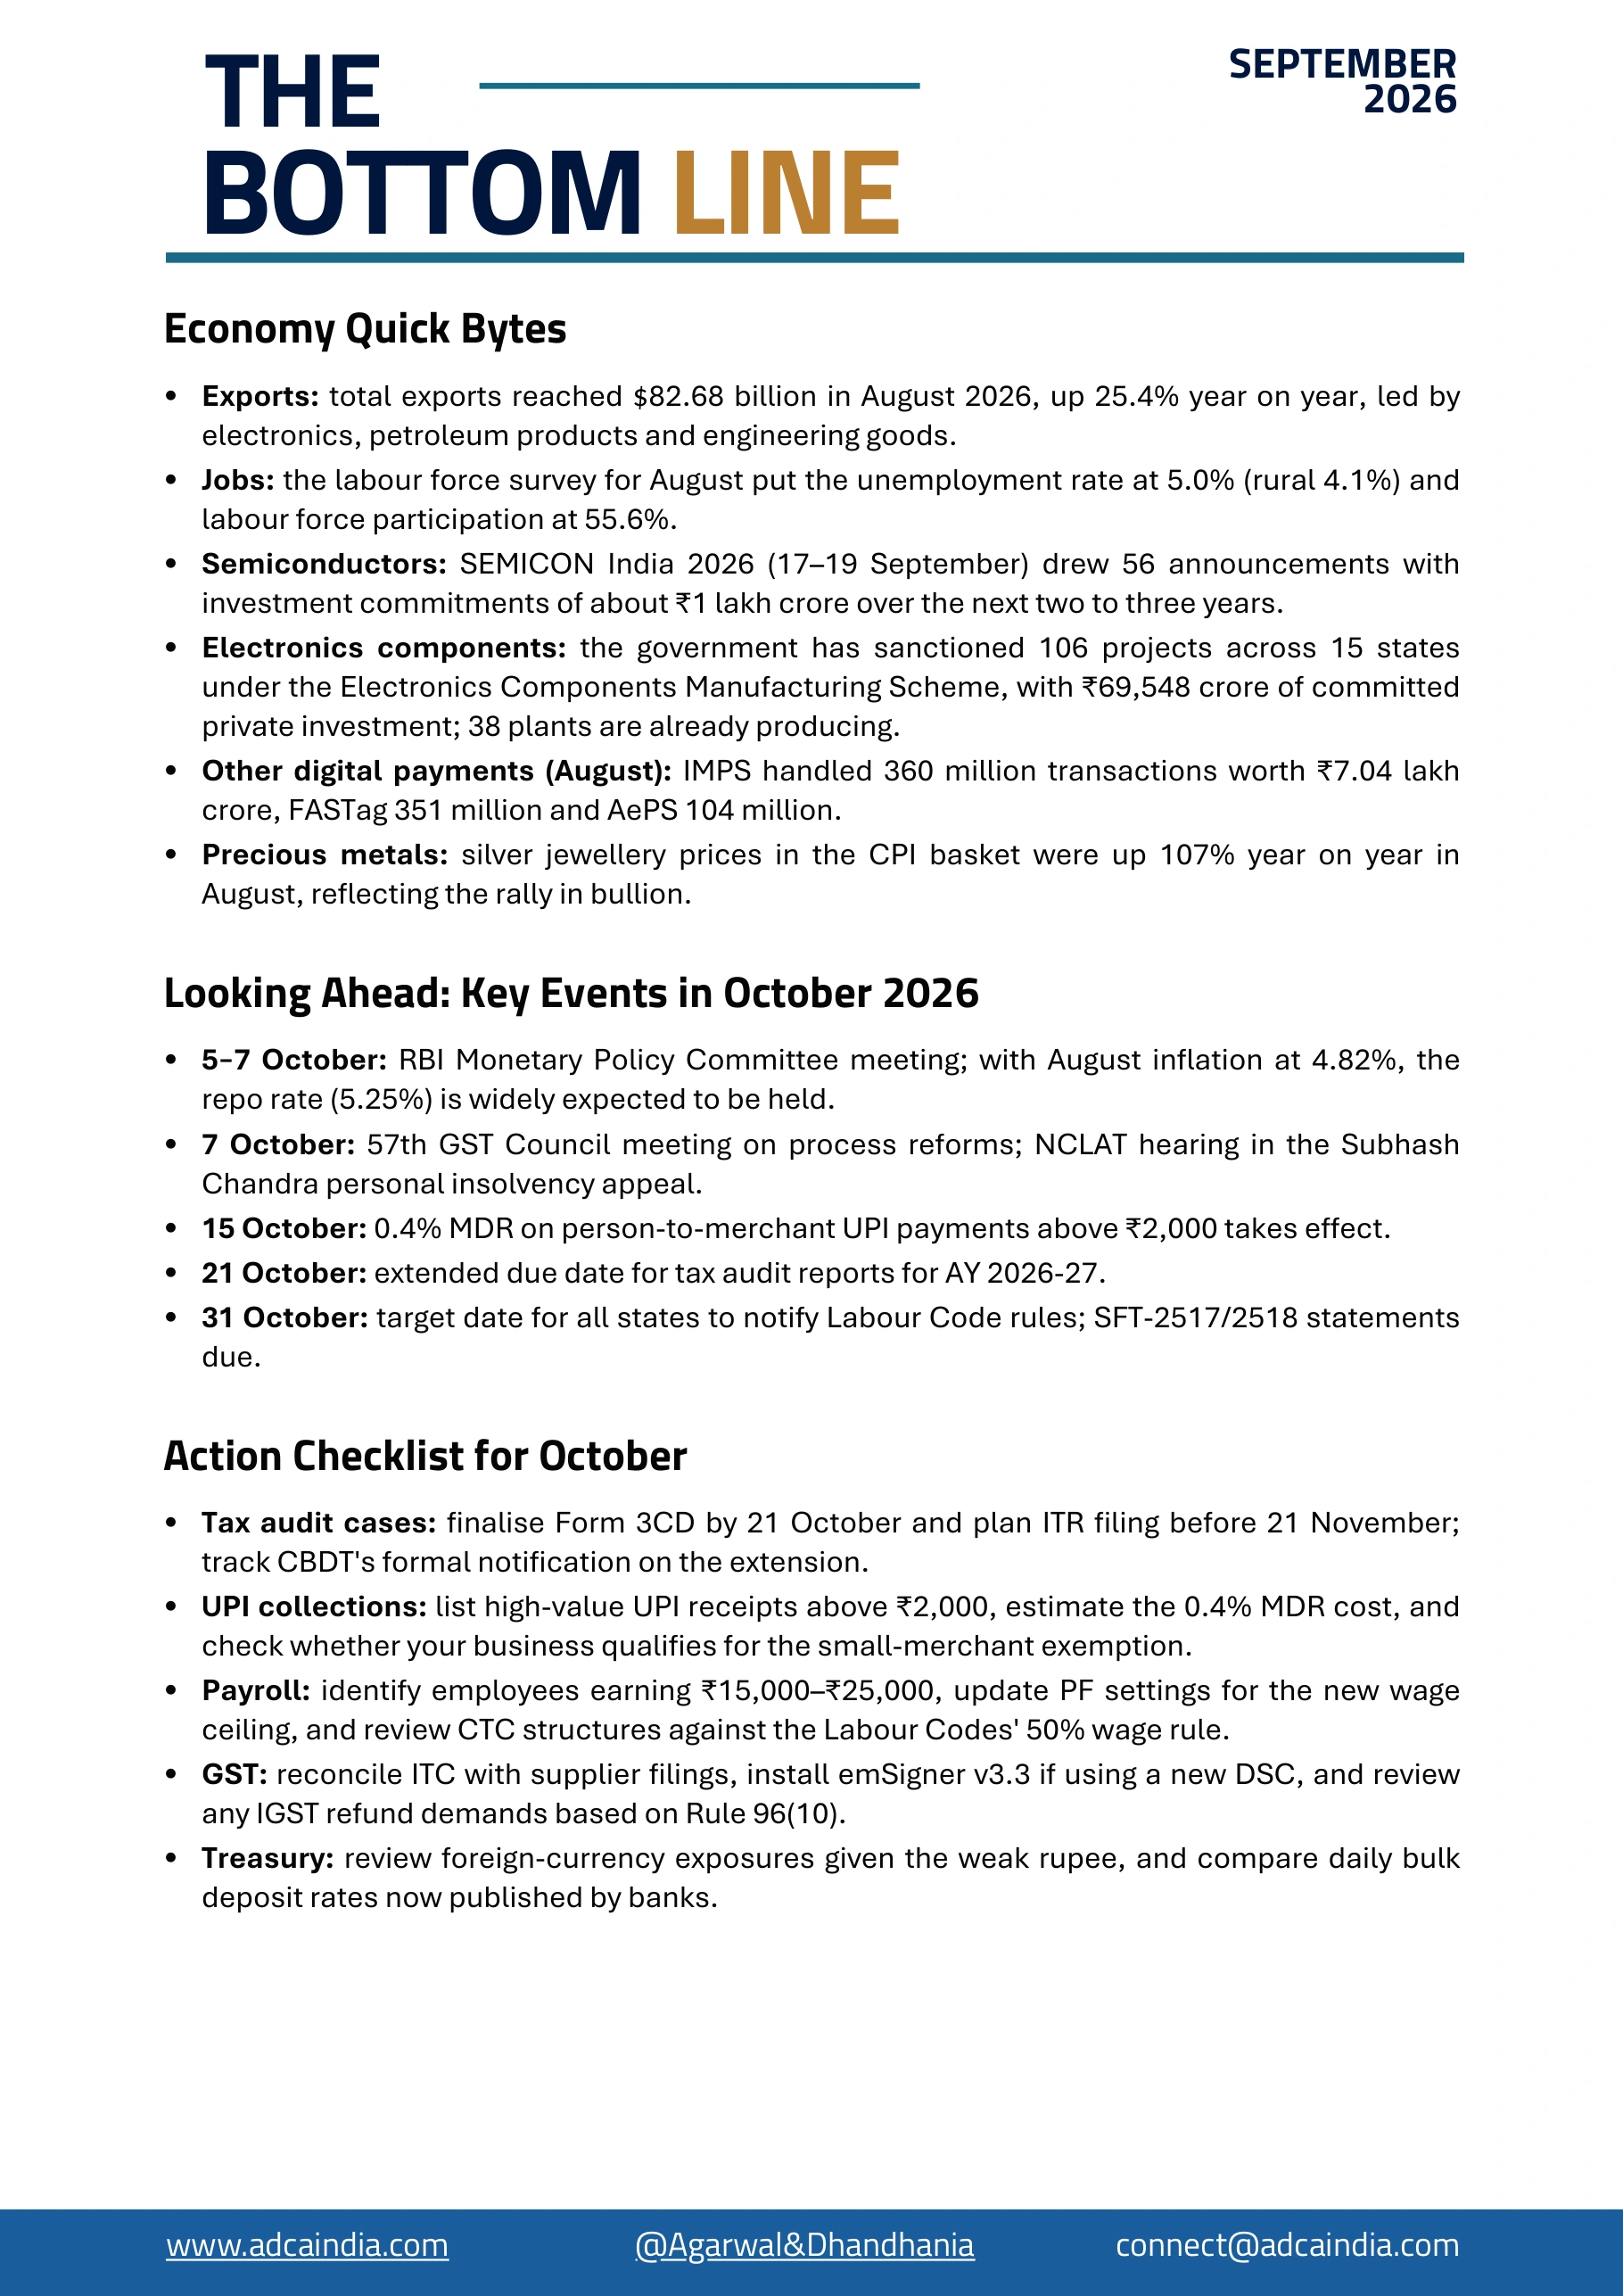 THE
SEPTEMBER
2026
BOTTOM LINE
Economy Quick Bytes
• Exports: total exports reached $82.68 billion in August 2026, up 25.4% year on year, led by
electronics, petroleum products and engineering goods.
• Jobs: the labour force survey for August put the unemployment rate at 5.0% (rural 4.1%) and
labour force participation at 55.6%.
• Semiconductors: SEMICON India 2026 (17–19 September) drew 56 announcements with
investment commitments of about ₹1 lakh crore over the next two to three years.
• Electronics components: the government has sanctioned 106 projects across 15 states
under the Electronics Components Manufacturing Scheme, with ₹69,548 crore of committed
private investment; 38 plants are already producing.
• Other digital payments (August): IMPS handled 360 million transactions worth ₹7.04 lakh
crore, FASTag 351 million and AePS 104 million.
• Precious metals: silver jewellery prices in the CPI basket were up 107% year on year in
August, reflecting the rally in bullion.
Looking Ahead: Key Events in October 2026
• 5–7 October: RBI Monetary Policy Committee meeting; with August inflation at 4.82%, the
repo rate (5.25%) is widely expected to be held.
• 7 October: 57th GST Council meeting on process reforms; NCLAT hearing in the Subhash
Chandra personal insolvency appeal.
• 15 October: 0.4% MDR on person-to-merchant UPI payments above ₹2,000 takes effect.
• 21 October: extended due date for tax audit reports for AY 2026-27.
• 31 October: target date for all states to notify Labour Code rules; SFT-2517/2518 statements
due.
Action Checklist for October
• Tax audit cases: finalise Form 3CD by 21 October and plan ITR filing before 21 November;
track CBDT's formal notification on the extension.
• UPI collections: list high-value UPI receipts above ₹2,000, estimate the 0.4% MDR cost, and
check whether your business qualifies for the small-merchant exemption.
• Payroll: identify employees earning ₹15,000–₹25,000, update PF settings for the new wage
ceiling, and review CTC structures against the Labour Codes' 50% wage rule.
• GST: reconcile ITC with supplier filings, install emSigner v3.3 if using a new DSC, and review
any IGST refund demands based on Rule 96(10).
• Treasury: review foreign-currency exposures given the weak rupee, and compare daily bulk
deposit rates now published by banks.
www.adcaindia.com @Agarwal&Dhandhania connect@adcaindia.com